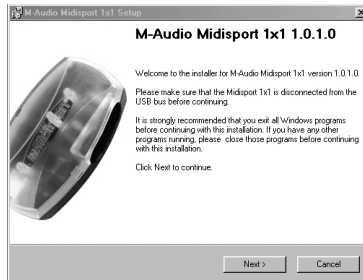 M-Audio Midisport 1x1 Setup
M-Audio Midisport 1x1 1.0.1.0
Welcome to the installer for M-Audio Midisport 1x1 version 1.0.1.0.
Please make sure that the Midisport 1x1 is disconnected from the
USB bus before continuing.
It is strongly recommended that you exit all Windows programs
before continuing with this installation. If you have any other
programs running, please close those programs before continuing
with this installation.
Click Next to continue.
Next >
Cancel